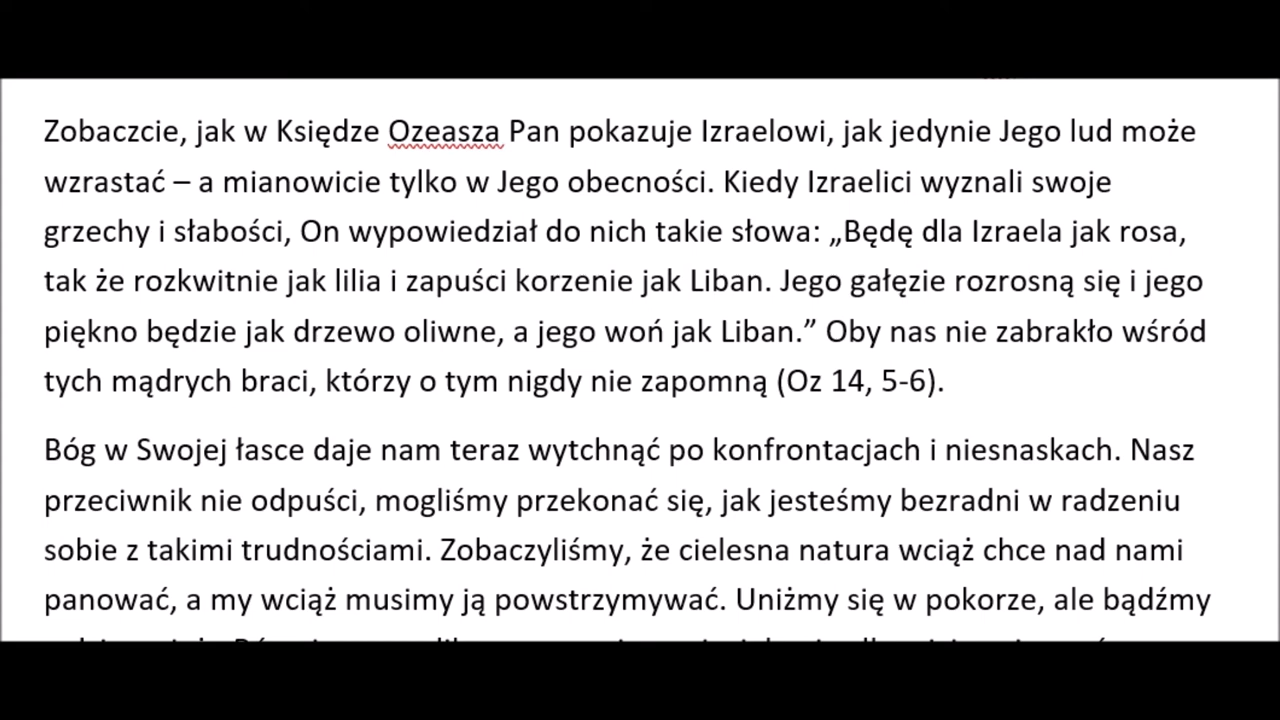 Zobaczcie, jak w Księdze Ozeasza Pan pokazuje Izraelowi, jak jedynie Jego lud może
wzrastać – a mianowicie tylko w Jego obecności. Kiedy Izraelici wyznali swoje
grzechy i słabości, On wypowiedział do nich takie słowa: „Będę dla Izraela jak rosa,
tak że rozkwitnie jak lilia i zapuści korzenie jak Liban. Jego gałęzie rozrosną się i jego
piękno będzie jak drzewo oliwne, a jego woń jak Liban.” Oby nas nie zabrakło wśród
tych mądrych braci, którzy o tym nigdy nie zapomną (Oz 14, 5-6).
Bóg w Swojej łasce daje nam teraz wytchnąć po konfrontacjach i niesnaskach. Nasz
przeciwnik nie odpuści, mogliśmy przekonać się, jak jesteśmy bezradni w radzeniu
sobie z takimi trudnościami. Zobaczyliśmy, że cielesna natura wciąż chce nad nami
panować, a my wciąż musimy ją powstrzymywać. Uniżmy się w pokorze, ale bądźmy